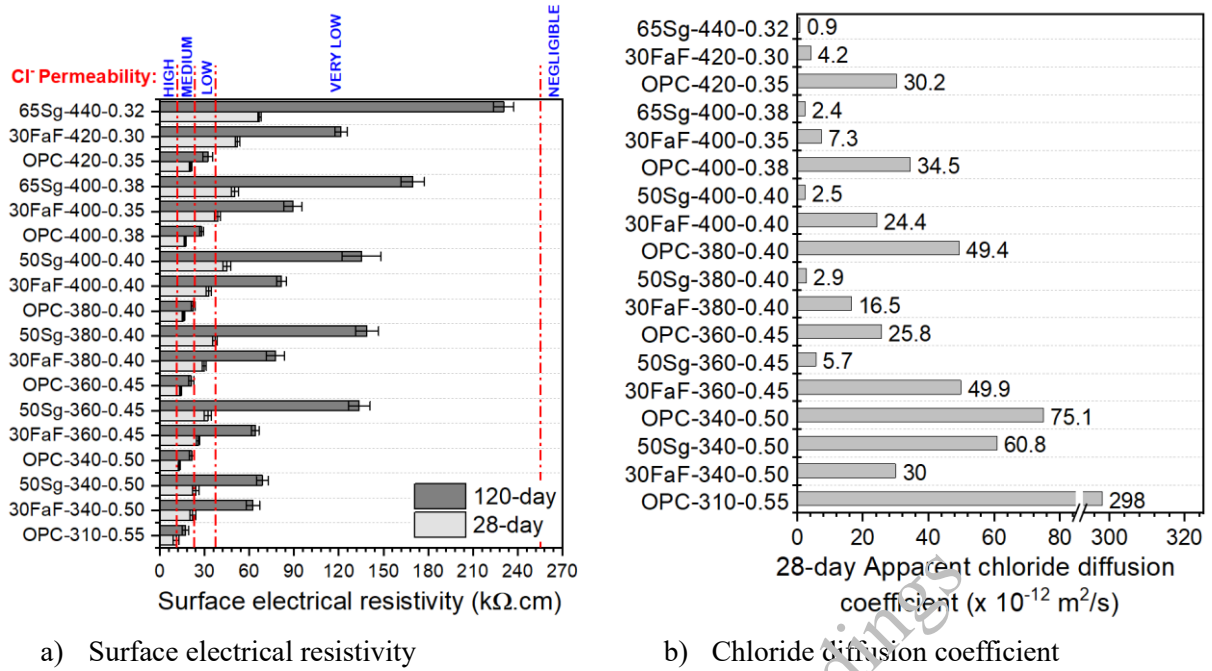 Cl- Permeability:
HIGH
MEDIUM
LOW
VERY LOW
NEGLIGIBLE
65Sg-440-0.32
30FaF-420-0.30
OPC-420-0.35
65Sg-400-0.38
30FaF-400-0.35
OPC-400-0.38
50Sg-400-0.40
30FaF-400-0.40
OPC-380-0.40
50Sg-380-0.40
30FaF-380-0.40
OPC-360-0.45
50Sg-360-0.45
30FaF-360-0.45
OPC-340-0.50
50Sg-340-0.50
30FaF-340-0.50
OPC-310-0.55
120-day
28-day
0 30 60 90 120 150 180 210 240 270
Surface electrical resistivity (kΩ.cm)
a) Surface electrical resistivity
65Sg-440-0.32 0.9
30FaF-420-0.30 4.2
OPC-420-0.35 30.2
65Sg-400-0.38 2.4
30FaF-400-0.35 7.3
OPC-400-0.38 34.5
50Sg-400-0.40 2.5
30FaF-400-0.40 24.4
OPC-380-0.40 49.4
50Sg-380-0.40 2.9
30FaF-380-0.40 16.5
OPC-360-0.45 25.8
50Sg-360-0.45 5.7
30FaF-360-0.45 49.9
OPC-340-0.50 75.1
50Sg-340-0.50 60.8
30FaF-340-0.50 30
OPC-310-0.55 298
0 20 40 60 80 300 320
28-day Apparent chloride diffusion
coefficient (x 10-12 m2/s)
b) Chloride diffusion coefficient